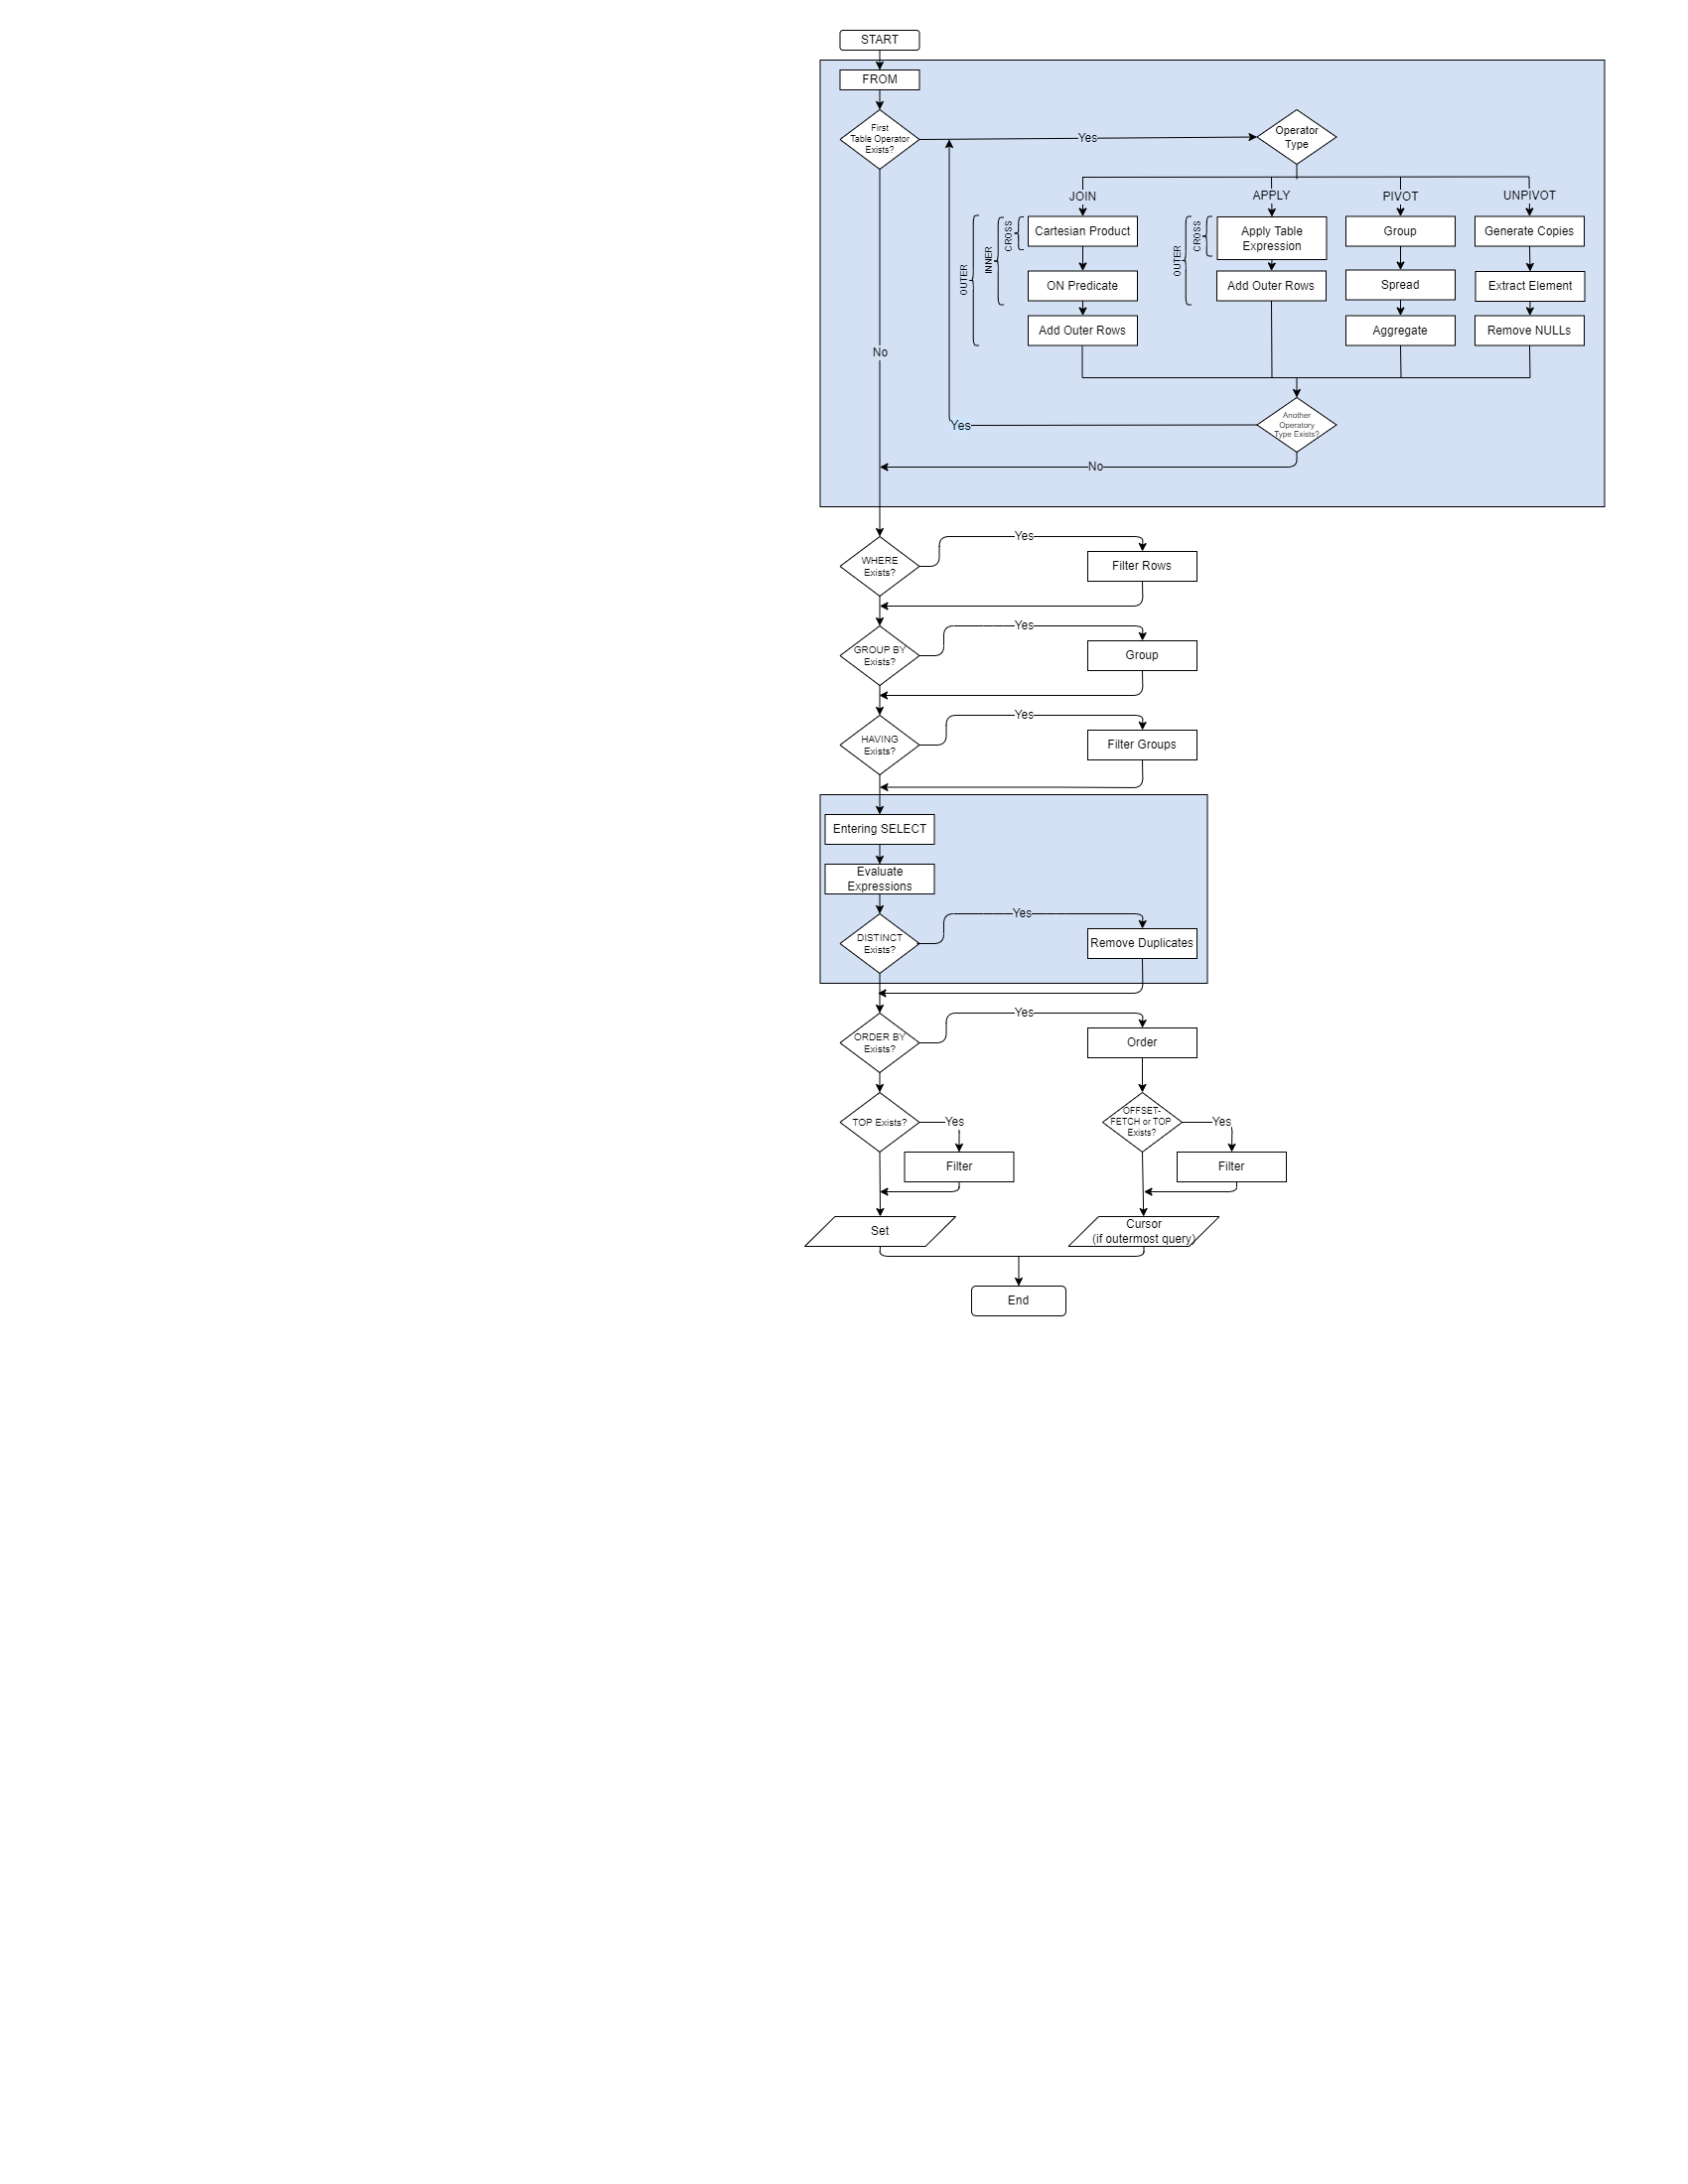 START
FROM
First
Table Operator
Exists?
Yes
Operator
Type
JOIN
APPLY
PIVOT
UNPIVOT
OUTER
INNER
CROSS
Cartesian Product
OUTER
CROSS
Apply Table
Expression
Group
Generate Copies
ON Predicate
Add Outer Rows
Spread
Extract Element
Add Outer Rows
Aggregate
Remove NULLs
No
Another
Operatory
Type Exists?
Yes
No
WHERE
Exists?
Yes
Filter Rows
GROUP BY
Exists?
Yes
Group
HAVING
Exists?
Yes
Filter Groups
Entering SELECT
Evaluate
Expressions
DISTINCT
Exists?
Yes
Remove Duplicates
ORDER BY
Exists?
Yes
Order
TOP Exists?
Yes
OFFSET-
FETCH or TOP
Exists?
Yes
Filter
Filter
Set
Cursor
(if outermost query)
End